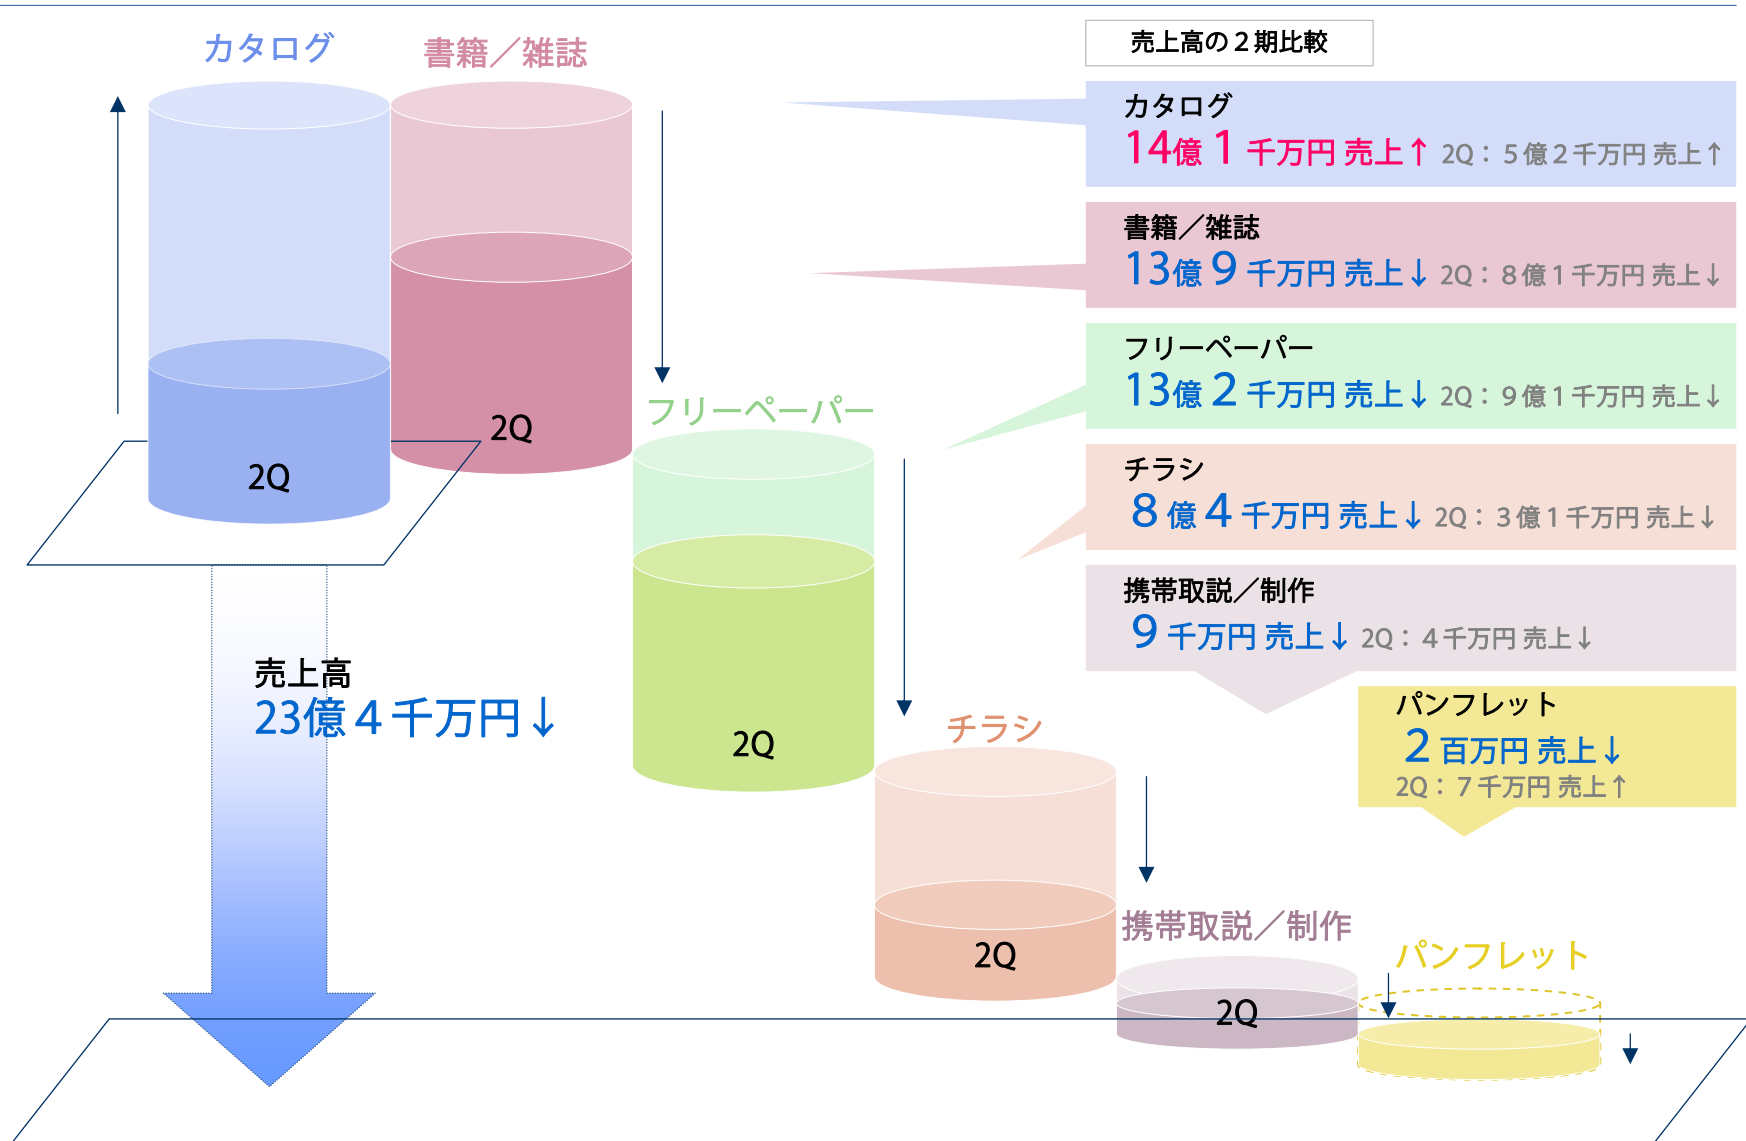 カタログ
書籍／雑誌
売上高の２期比較
カタログ
14億１千万円 売上↑ 2Q：５億２千万円 売上↑
書籍／雑誌
13億９千万円 売上↓ 2Q：８億１千万円 売上↓
フリーペーパー
13億２千万円 売上↓ 2Q：９億１千万円 売上↓
チラシ
８億４千万円 売上↓ 2Q：３億１千万円 売上↓
携帯取説／制作
９千万円 売上↓ 2Q：４千万円 売上↓
パンフレット
２百万円 売上↓
2Q：７千万円 売上↑
フリーペーパー
2Q
2Q
売上高
23億４千万円↓
チラシ
2Q
携帯取説／制作
パンフレット
2Q
2Q